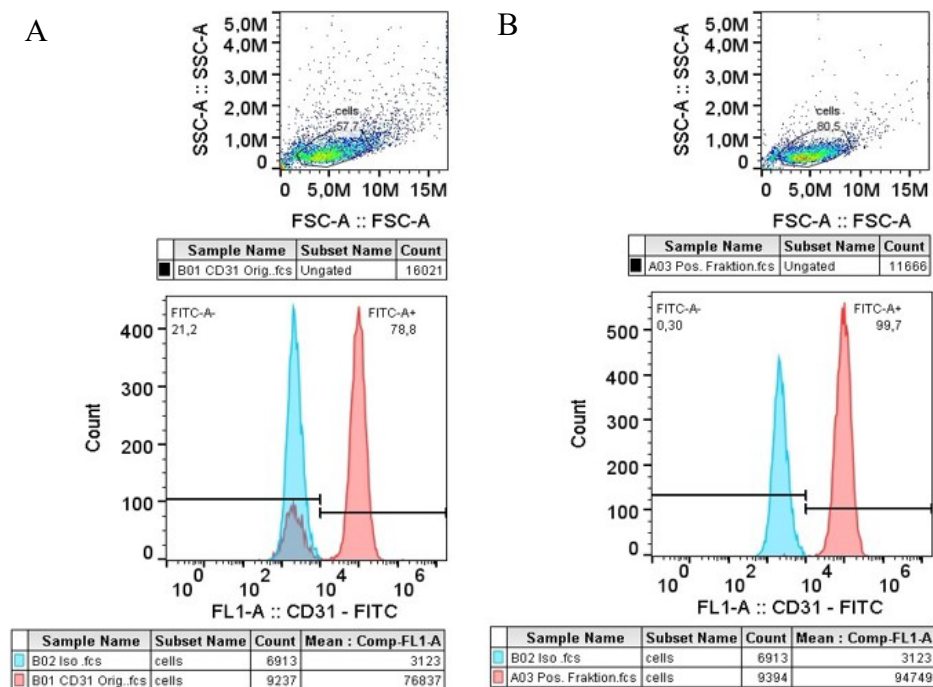 A
SSC-A :: SSC-A
5,0M
4,0M
3,0M
2,0M
1,0M
0
cells
57,7
0 5,0M 10M 15M
FSC-A :: FSC-A
Sample Name Subset Name Count
B01 CD31 Orig..fcs Ungated 16021
FITC-A-
21,2
FITC-A+
78,8
Count
400
300
200
100
0
10^0 10^2 10^4 10^6
FL1-A :: CD31 - FITC
Sample Name Subset Name Count Mean : Comp-FL1-A
B02 Iso .fcs cells 6913 3123
B01 CD31 Orig..fcs cells 9237 76837
B
SSC-A :: SSC-A
5,0M
4,0M
3,0M
2,0M
1,0M
0
cells
80,5
0 5,0M 10M 15M
FSC-A :: FSC-A
Sample Name Subset Name Count
A03 Pos. Fraktion.fcs Ungated 11666
FITC-A-
0,30
FITC-A+
99,7
Count
500
400
300
200
100
0
10^0 10^2 10^4 10^6
FL1-A :: CD31 - FITC
Sample Name Subset Name Count Mean : Comp-FL1-A
B02 Iso .fcs cells 6913 3123
A03 Pos. Fraktion.fcs cells 9394 94749